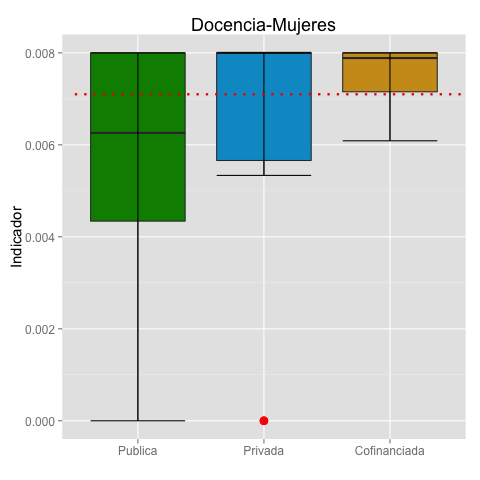 Docencia-Mujeres
Indicador
0.008
0.006
0.004
0.002
0.000
Publica
Privada
Cofinanciada